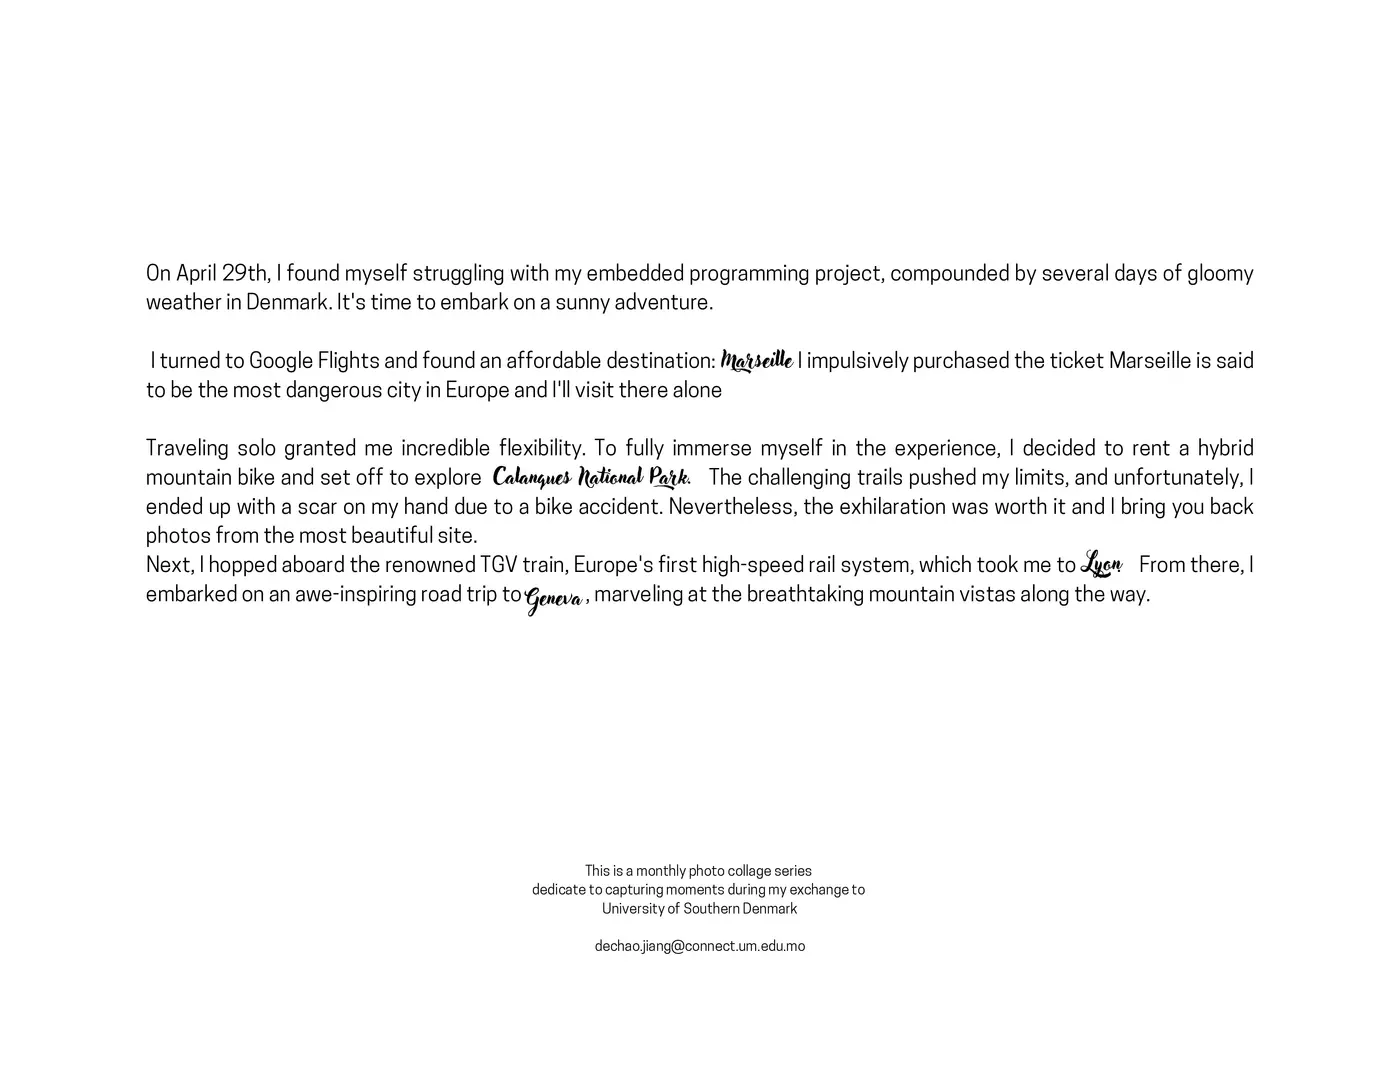 On April 29th, I found myself struggling with my embedded programming project, compounded by several days of gloomy
weather in Denmark. It's time to embark on a sunny adventure.
I turned to Google Flights and found an affordable destination: Marseille I impulsively purchased the ticket Marseille is said
to be the most dangerous city in Europe and I'll visit there alone
Traveling solo granted me incredible flexibility. To fully immerse myself in the experience, I decided to rent a hybrid
mountain bike and set off to explore Calanques National Park. The challenging trails pushed my limits, and unfortunately, I
ended up with a scar on my hand due to a bike accident. Nevertheless, the exhilaration was worth it and I bring you back
photos from the most beautiful site.
Next, I hopped aboard the renowned TGV train, Europe's first high-speed rail system, which took me to Lyon. From there, I
embarked on an awe-inspiring road trip to Geneva, marveling at the breathtaking mountain vistas along the way.
This is a monthly photo collage series
dedicate to capturing moments during my exchange to
University of Southern Denmark
dechao.jiang@connect.um.edu.mo